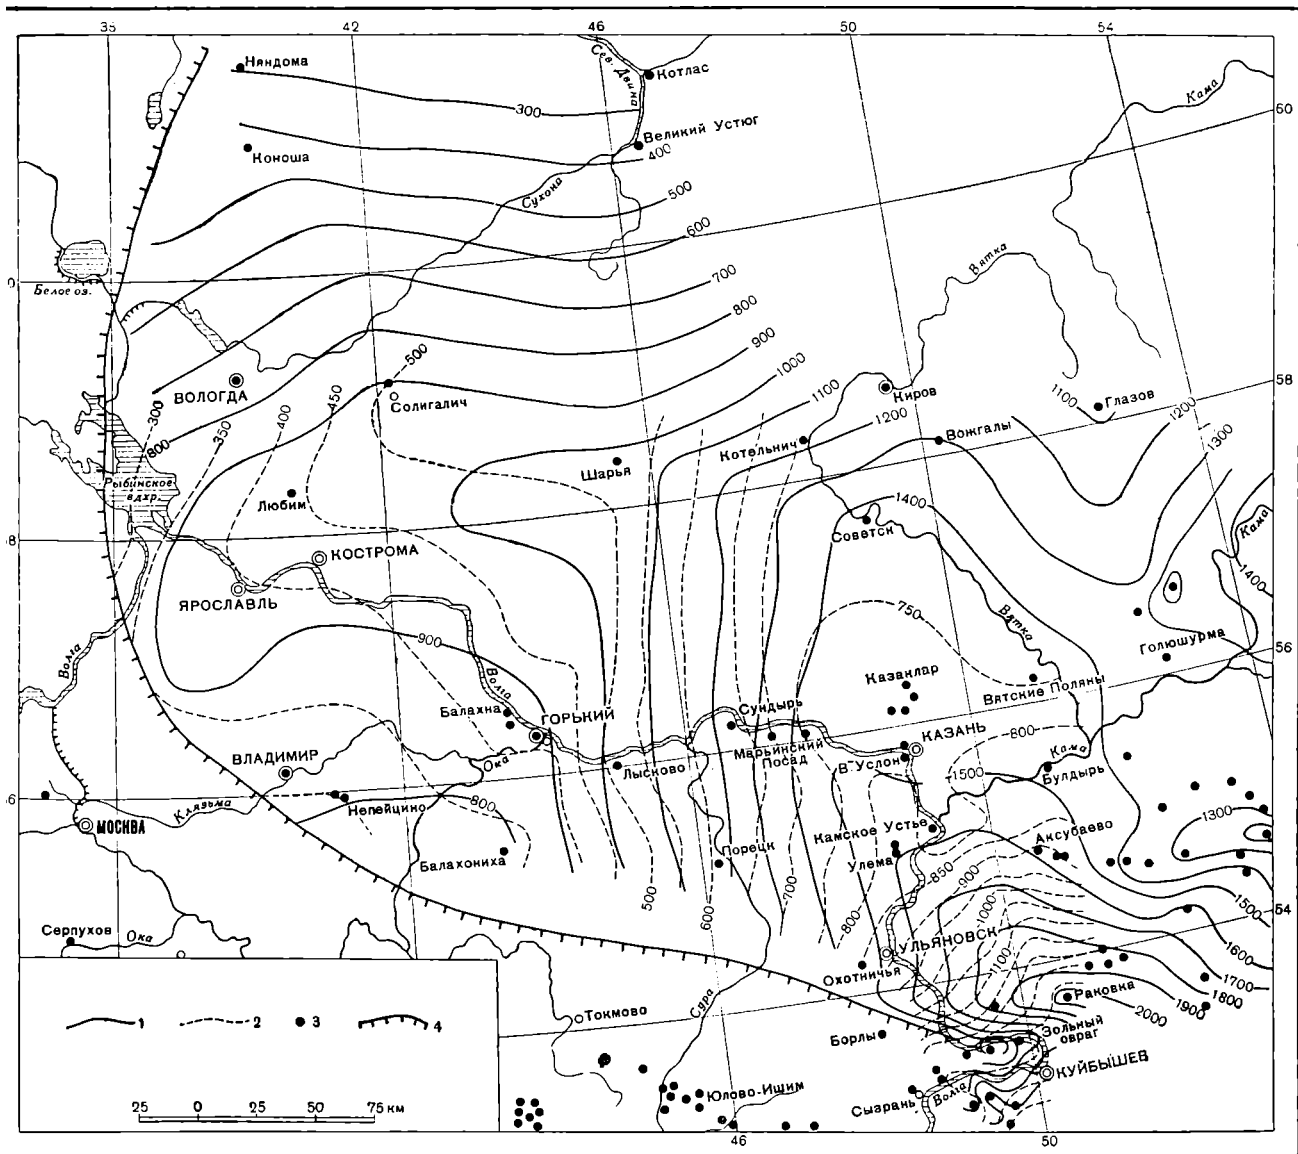 35
42
46
50
54
Няндома
Сев. Двина
Котлас
Кама
60
300
Великий Устюг
Коноша
400
Сухона
500
600
Вятка
700
Белое оз.
800
900
1000
500
1100
58
Киров
ВОЛОГДА
Солигалич
450
400
300
350
1100
Глазов
1200
1200
1300
Вожгалы
Котельнич
800
Шарья
Рыбинское
вдхр.
Любим
1400
Советск
Кама
КОСТРОМА
1400
ЯРОСЛАВЛЬ
750
Вятка
Голюшурма
56
Волга
900
Волга
Казаклар
Вятские Поляны
Балахна
ГОРЬКИЙ
Сундырь
КАЗАНЬ
800
Марьинский
Посад
Кама
ВЛАДИМИР
Ока
Лысково
В. Услон
1500
Булдырь
Клязьма
Непейцино
800
МОСКВА
Камское Устье
Аксубаево
1300
Балахониха
Порецк
Улема
850
900
500
600
700
800
1000
1100
1500
54
Серпухов
Ока
УЛЬЯНОВСК
1600
Охотничья
1700
1800
1900
2000
Раковка
Сура
Токмово
Борлы
Зольный
овраг
КУЙБЫШЕВ
Юлово-Ишим
Сызрань
Волга
1
2
3
4
25
0
25
50
75 км
46
50